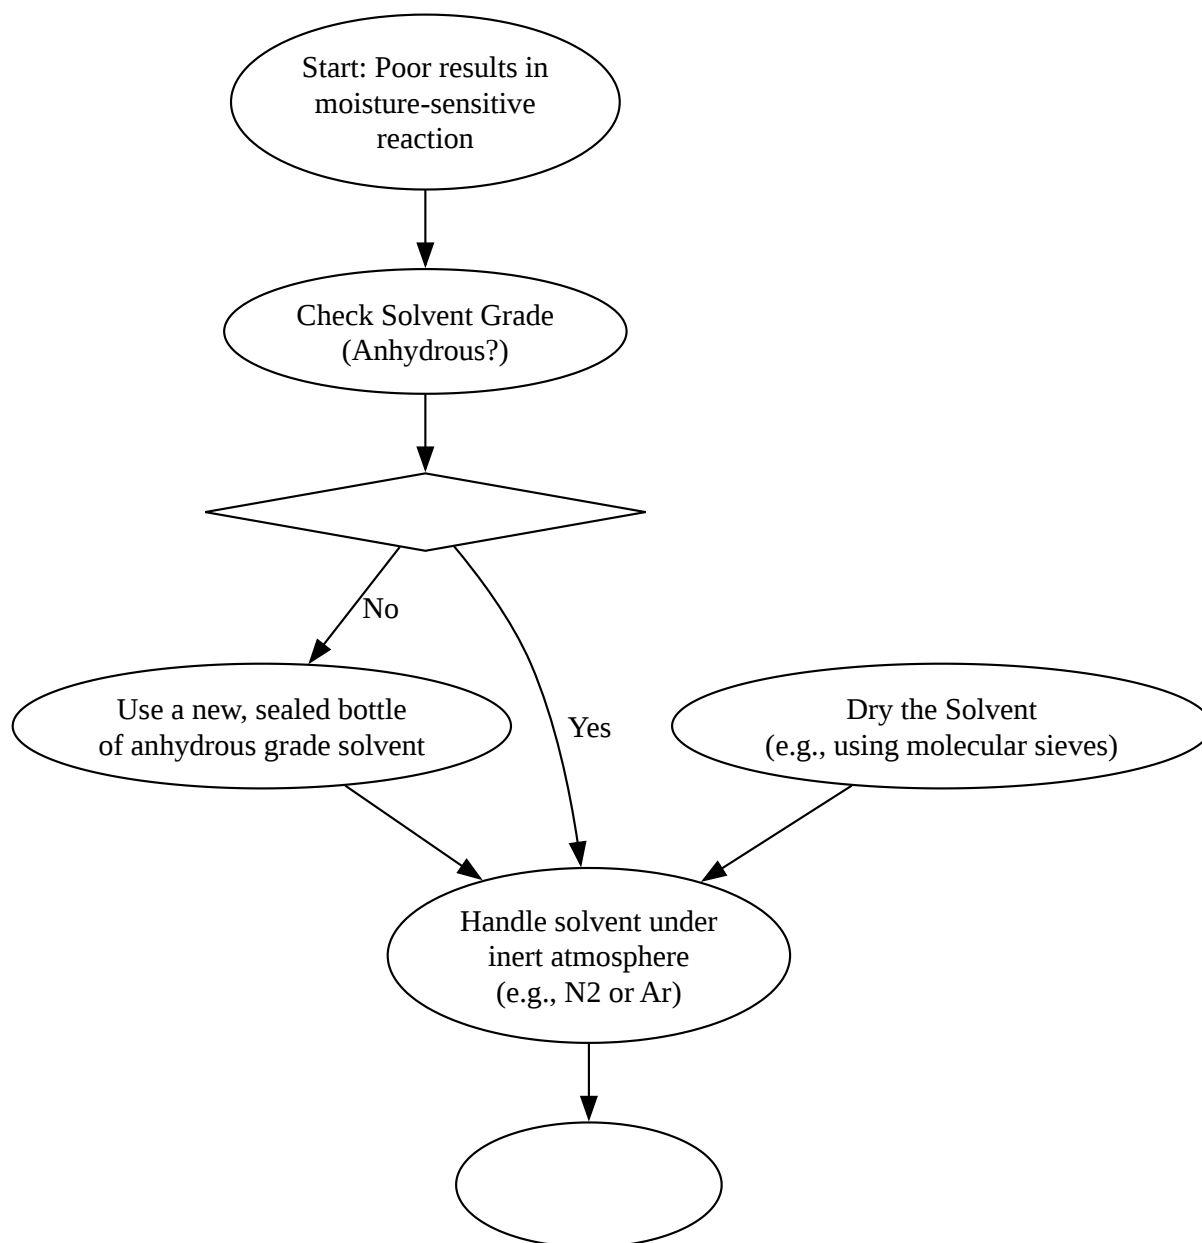 Start: Poor results in
moisture-sensitive
reaction
Check Solvent Grade
(Anhydrous?)
No
Yes
Use a new, sealed bottle
of anhydrous grade solvent
Dry the Solvent
(e.g., using molecular sieves)
Handle solvent under
inert atmosphere
(e.g., N2 or Ar)